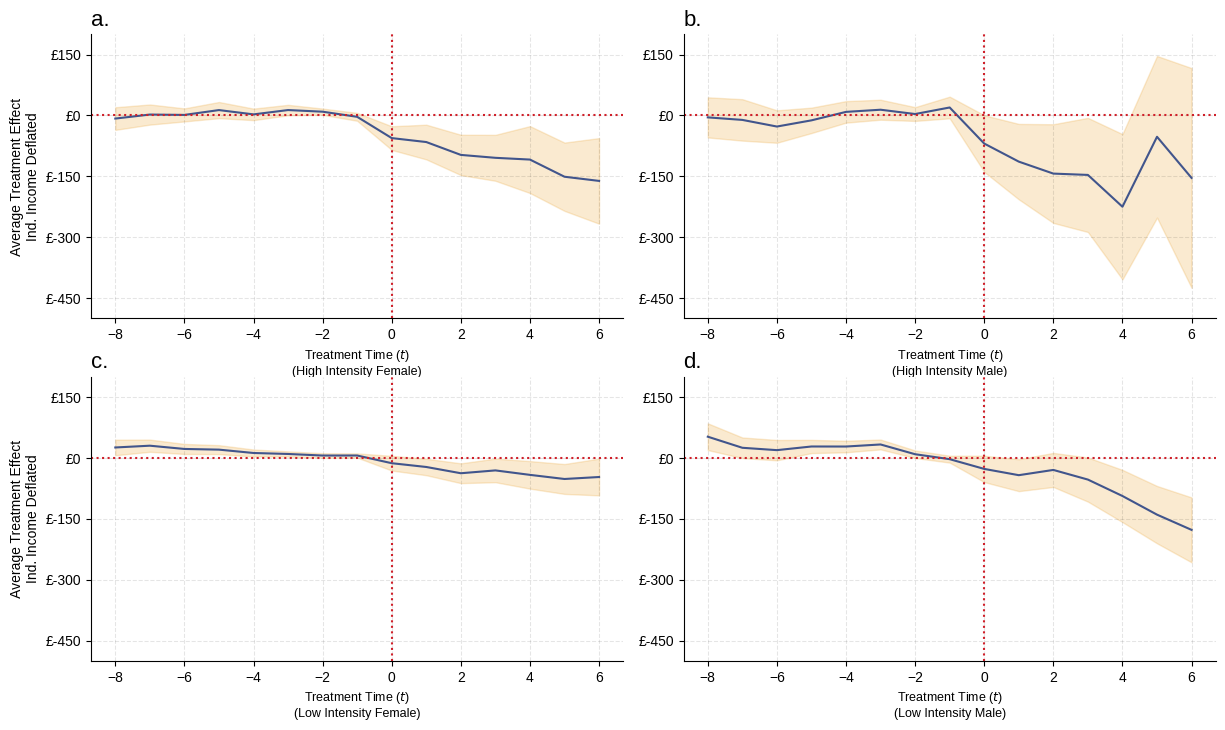 a.
Average Treatment Effect
Ind. Income Deflated
£150
£0
£-150
£-300
£-450
−8 −6 −4 −2 0 2 4 6
Treatment Time (t)
(High Intensity Female)
b.
£150
£0
£-150
£-300
£-450
−8 −6 −4 −2 0 2 4 6
Treatment Time (t)
(High Intensity Male)
c.
Average Treatment Effect
Ind. Income Deflated
£150
£0
£-150
£-300
£-450
−8 −6 −4 −2 0 2 4 6
Treatment Time (t)
(Low Intensity Female)
d.
£150
£0
£-150
£-300
£-450
−8 −6 −4 −2 0 2 4 6
Treatment Time (t)
(Low Intensity Male)